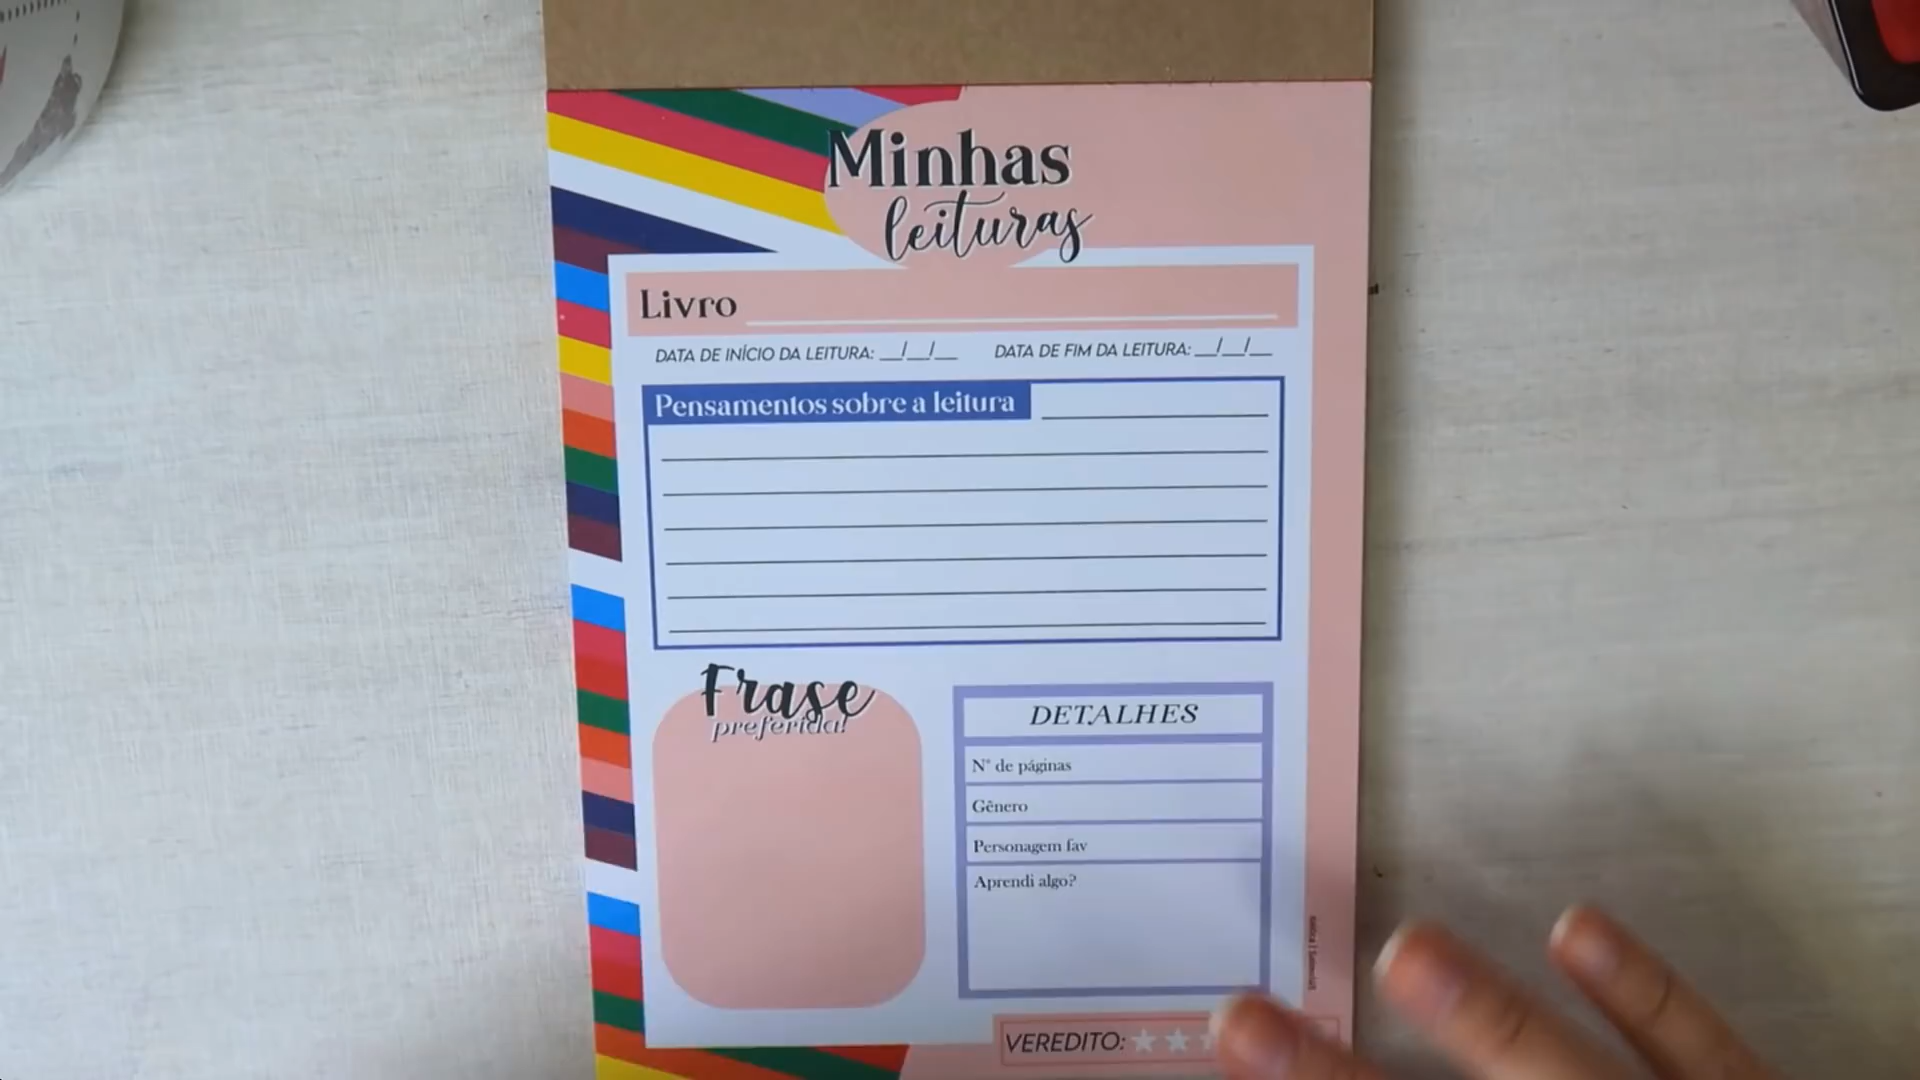 Minhas
leituras
Livro
DATA DE INÍCIO DA LEITURA: __/__/__ DATA DE FIM DA LEITURA: __/__/__
Pensamentos sobre a leitura
Frase
preferida!
DETALHES
N° de páginas
Gênero
Personagem fav
Aprendi algo?
VEREDITO: